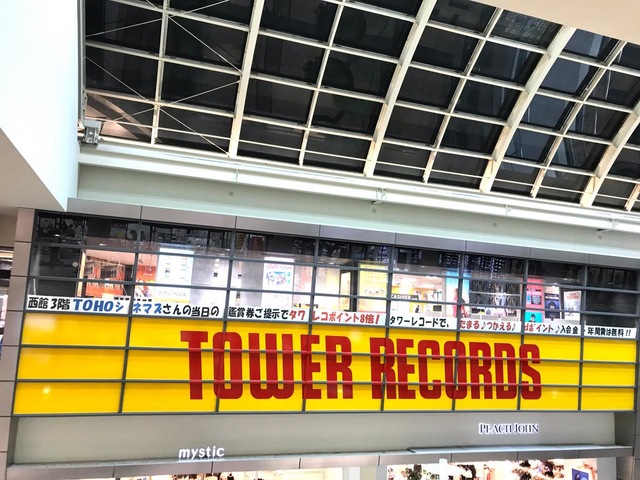 西館3階TOHOシネマズさんの当日の鑑賞券ご提示でタワレコポイント8倍! タワーレコードで、たまる♪つかえる♪dポイント♪入会金・年間費は無料!!
TOWER RECORDS
PEACH JOHN
mystic